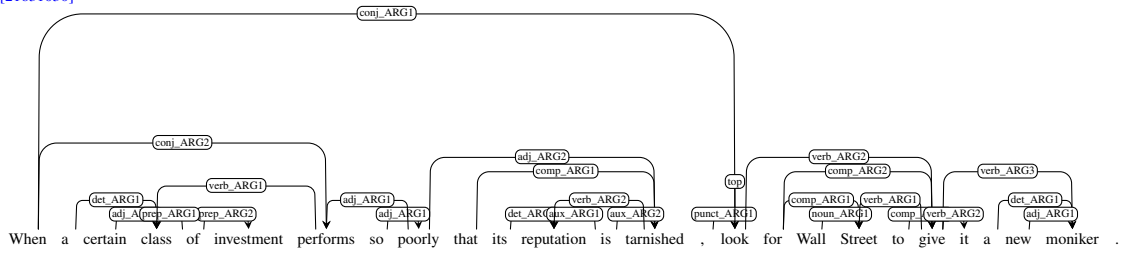 conj_ARG1
conj_ARG2
adj_ARG2 verb_ARG2
comp_ARG1 comp_ARG2 verb_ARG3
top
verb_ARG1
det_ARG1 adj_ARG1 verb_ARG2 comp_ARG1 verb_ARG1 det_ARG1
prep_ARG1 prep_ARG2 adj_ARG1 aux_ARG1 aux_ARG2 punct_ARG1 noun_ARG1 verb_ARG2 adj_ARG1
When a certain class of investment performs so poorly that its reputation is tarnished , look for Wall Street to give it a new moniker .